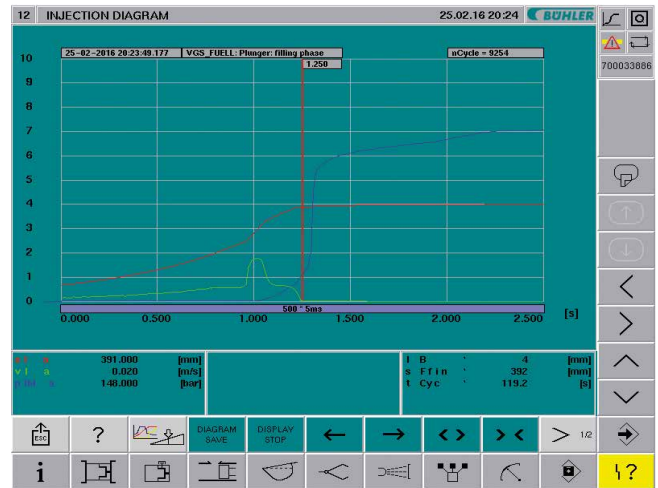 12 INJECTION DIAGRAM 25.02.16 20:24 BÜHLER
700033886
25-02-2016 20:23:49.177 VGS_FUELL: Plunger: filling phase nCycle = 9254
1.250
10
9
8
7
6
5
4
3
2
1
0
500 * 5ms
0.000 0.500 1.000 1.500 2.000 2.500 [s]
391.000 [mm]
0.020 [m/s]
148.000 [bar]
l B 4 [mm]
s Ffin 392 [mm]
t Cyc 119.2 [s]
ESC ? DIAGRAM SAVE DISPLAY STOP 1/2
i ?